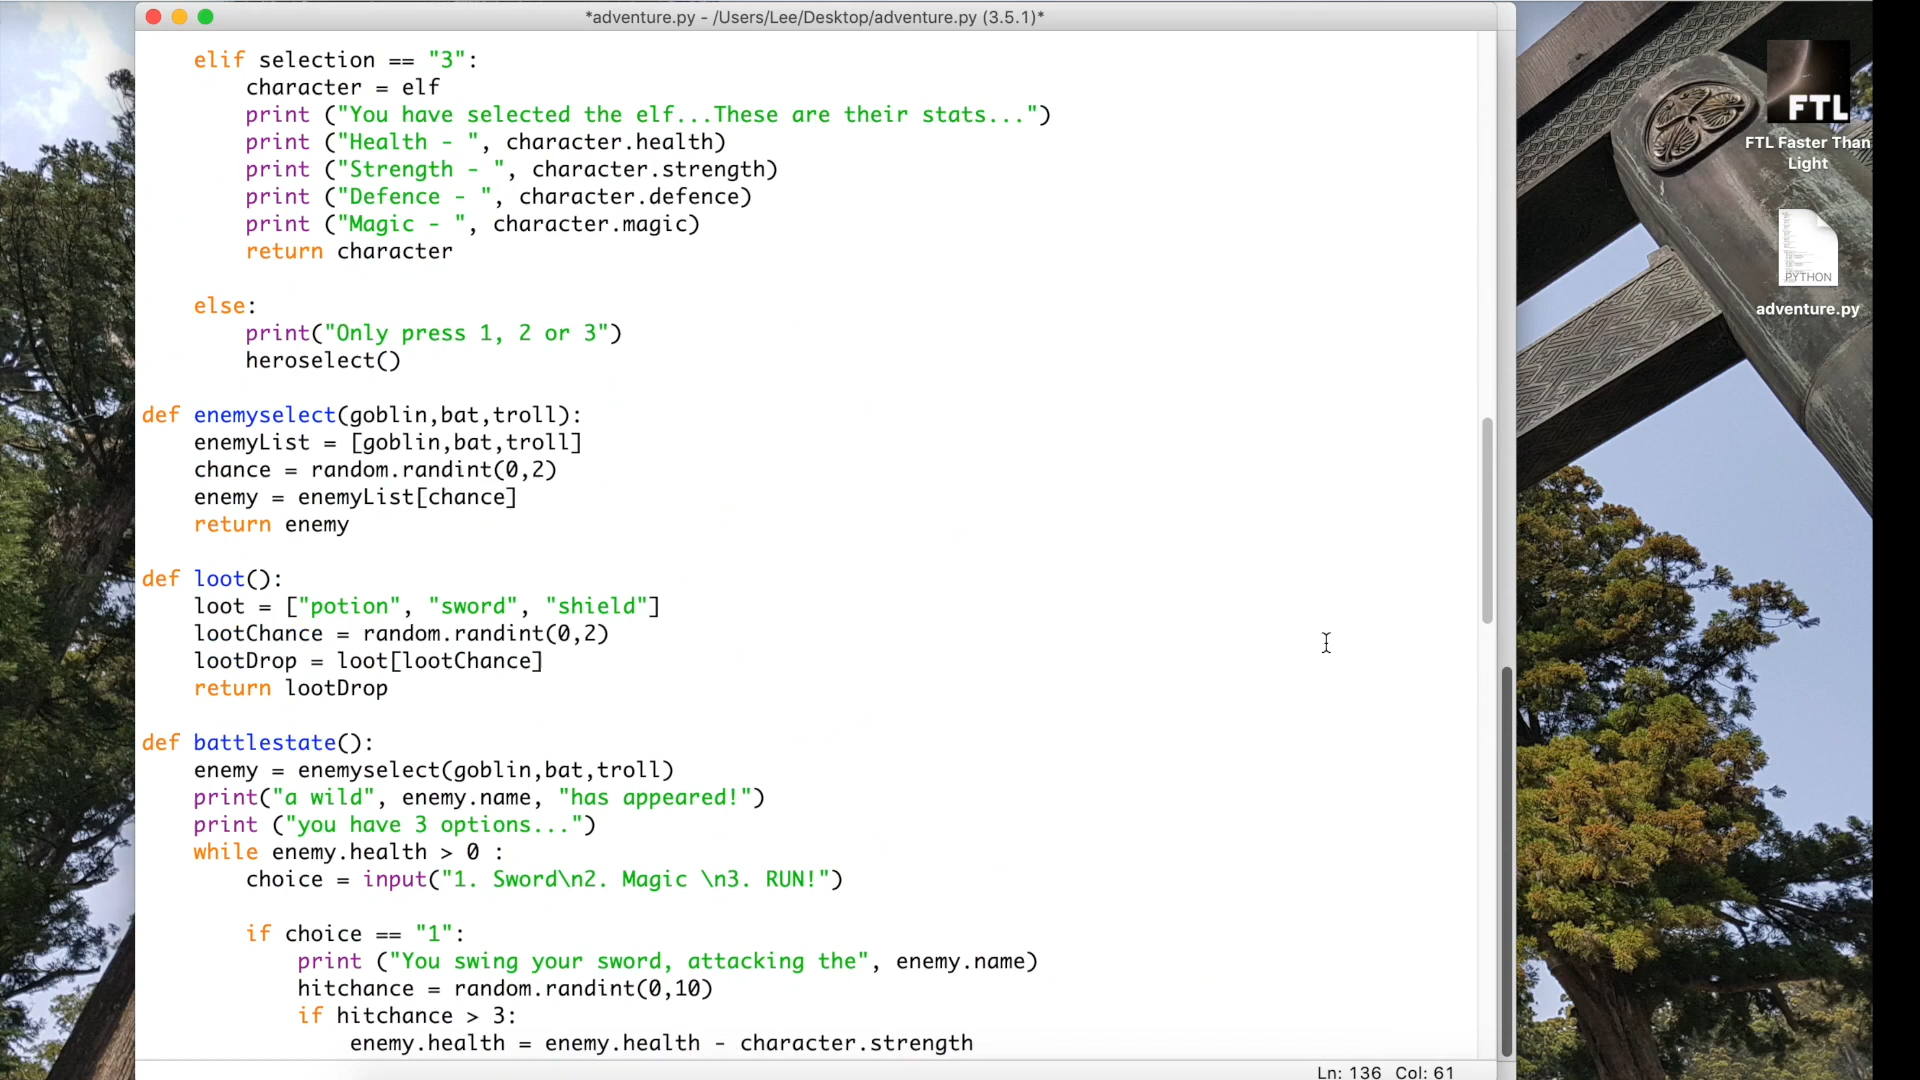 *adventure.py - /Users/Lee/Desktop/adventure.py (3.5.1)*
elif selection == "3":
character = elf
print ("You have selected the elf...These are their stats...")
print ("Health - ", character.health)
print ("Strength - ", character.strength)
print ("Defence - ", character.defence)
print ("Magic - ", character.magic)
return character
else:
print("Only press 1, 2 or 3")
heroselect()
def enemyselect(goblin,bat,troll):
enemyList = [goblin,bat,troll]
chance = random.randint(0,2)
enemy = enemyList[chance]
return enemy
def loot():
loot = ["potion", "sword", "shield"]
lootChance = random.randint(0,2)
lootDrop = loot[lootChance]
return lootDrop
def battlestate():
enemy = enemyselect(goblin,bat,troll)
print("a wild", enemy.name, "has appeared!")
print ("you have 3 options...")
while enemy.health > 0 :
choice = input("1. Sword\n2. Magic \n3. RUN!")
if choice == "1":
print ("You swing your sword, attacking the", enemy.name)
hitchance = random.randint(0,10)
if hitchance > 3:
enemy.health = enemy.health - character.strength
Ln: 136 Col: 61
FTL
FTL Faster Than
Light
PYTHON
adventure.py